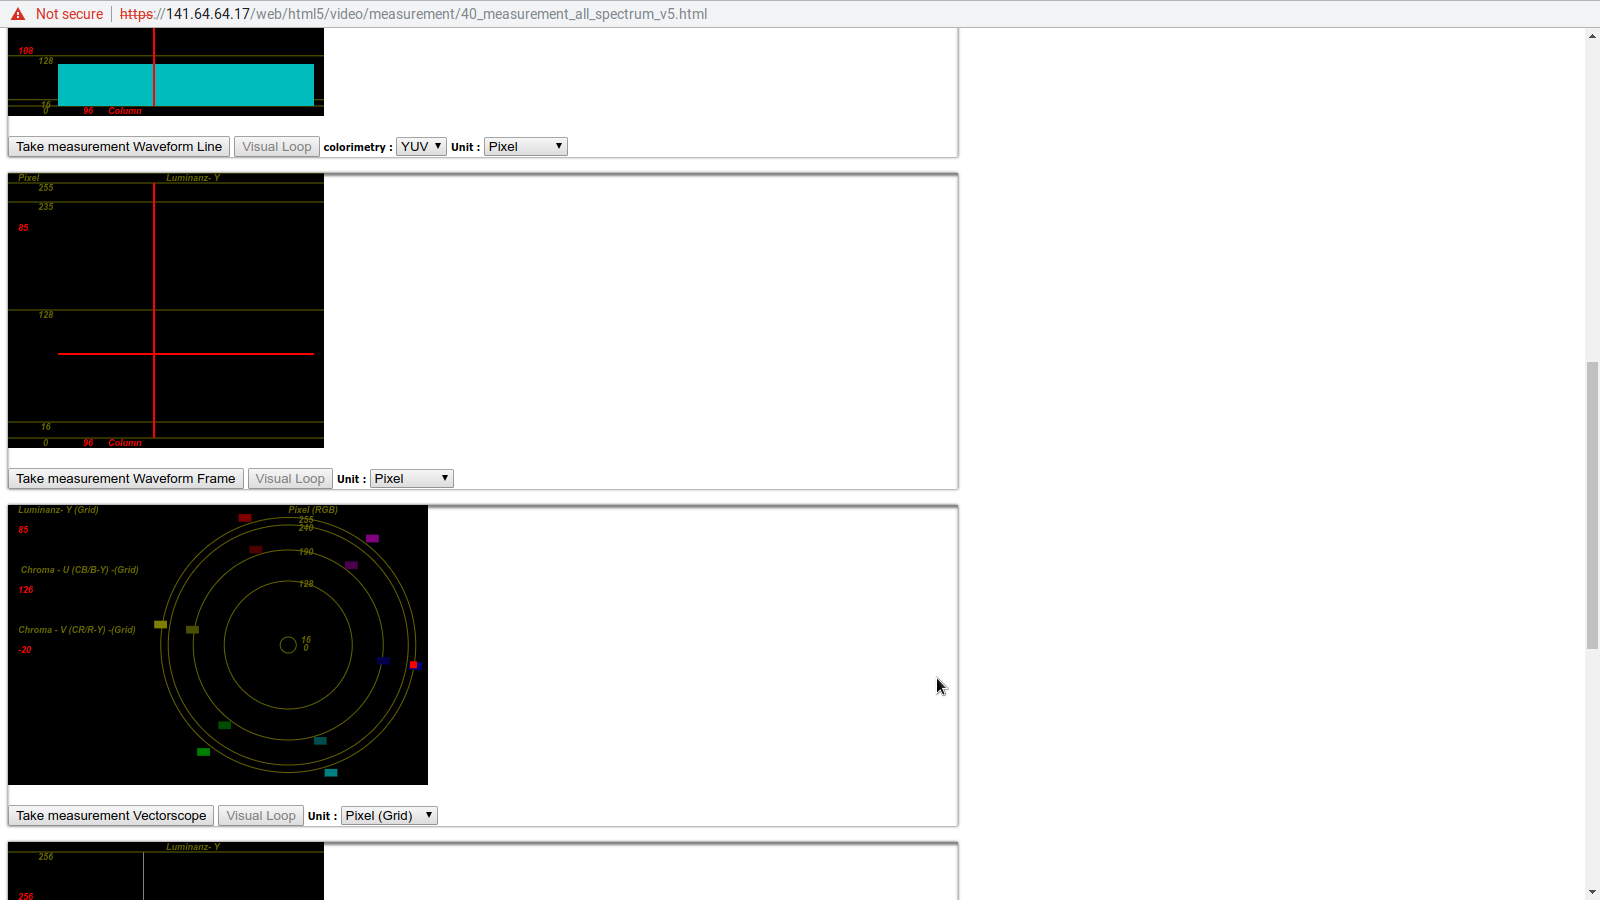 Not secure https://141.64.64.17/web/html5/video/measurement/40_measurement_all_spectrum_v5.html
108
128
16
0 96 Column
Take measurement Waveform Line Visual Loop colorimetry : YUV Unit : Pixel
Pixel Luminanz- Y
255
235
85
128
16
0 96 Column
Take measurement Waveform Frame Visual Loop Unit : Pixel
Luminanz- Y (Grid) Pixel (RGB)
255
240
85
190
Chroma - U (CB/B-Y) -(Grid)
128
126
Chroma - V (CR/R-Y) -(Grid)
16
0
-20
Take measurement Vectorscope Visual Loop Unit : Pixel (Grid)
Luminanz- Y
256
256